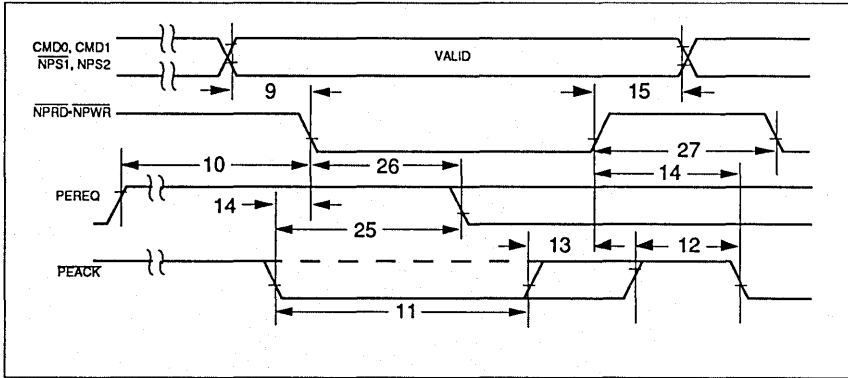 CMD0, CMD1
VALID
NPS1, NPS2
9
15
NPRD•NPWR
10
26
27
14
PEREQ
14
25
13
12
PEACK
11